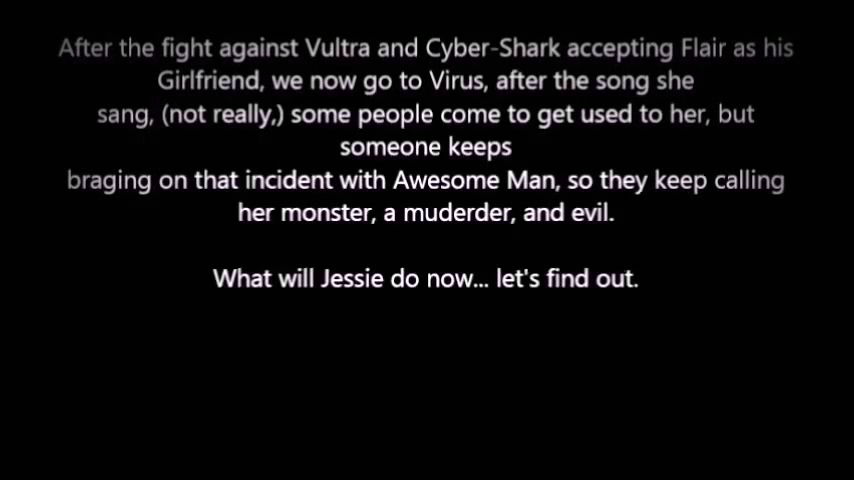 After the fight against Vultra and Cyber-Shark accepting Flair as his
Girlfriend, we now go to Virus, after the song she
sang, (not really,) some people come to get used to her, but
someone keeps
braging on that incident with Awesome Man, so they keep calling
her monster, a muderder, and evil.
What will Jessie do now... let's find out.